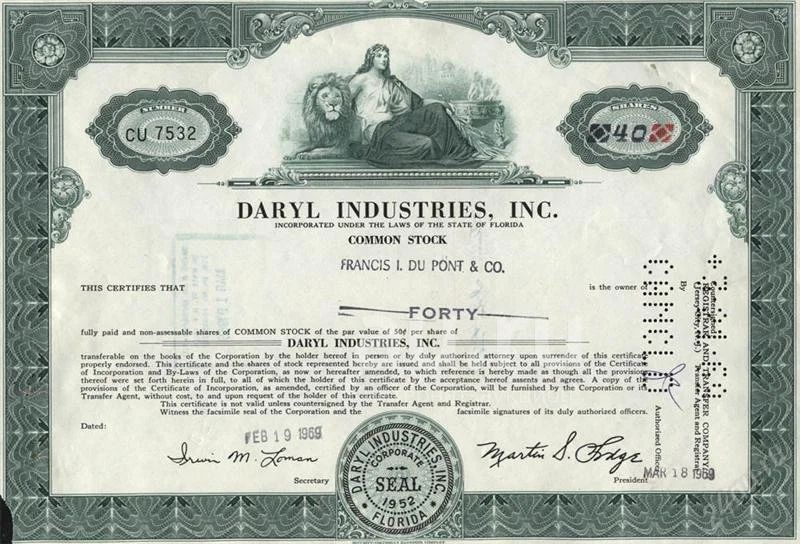 NUMBER
CU 7532
SHARES
40
DARYL INDUSTRIES, INC.
INCORPORATED UNDER THE LAWS OF THE STATE OF FLORIDA
COMMON STOCK
FRANCIS I. DU PONT & CO.
THIS CERTIFIES THAT
is the owner of
FORTY
fully paid and non-assessable shares of COMMON STOCK of the par value of 50¢ per share of
DARYL INDUSTRIES, INC.
transferable on the books of the Corporation by the holder hereof in person or by duly authorized attorney upon surrender of this certificate
properly endorsed. This certificate and the shares of stock represented hereby are issued and shall be held subject to all provisions of the Certificate
of Incorporation and By-Laws of the Corporation, as now or hereafter amended, to which reference is hereby made as though all the provisions
thereof were set forth herein in full, to all of which the holder of this certificate by the acceptance hereof assents and agrees. A copy of the
provisions of the Certificate of Incorporation as amended, certified by an officer of the Corporation, will be furnished by the Corporation or its
Transfer Agent, without cost, to and upon request of the holder of this certificate.
This certificate is not valid unless countersigned by the Transfer Agent and Registrar.
Witness the facsimile seal of the Corporation and the facsimile signatures of its duly authorized officers.
Dated:
FEB 19 1969
Irwin M. Loman
Secretary
DARYL INDUSTRIES, INC.
CORPORATE
SEAL
1952
FLORIDA
Martin S.
President
MAR 18 1969
Countersigned
REGISTRAR AND TRANSFER COMPANY
(Jersey City, N. J.) Transfer Agent and Registrar
By
Authorized Officer
CANCELLED